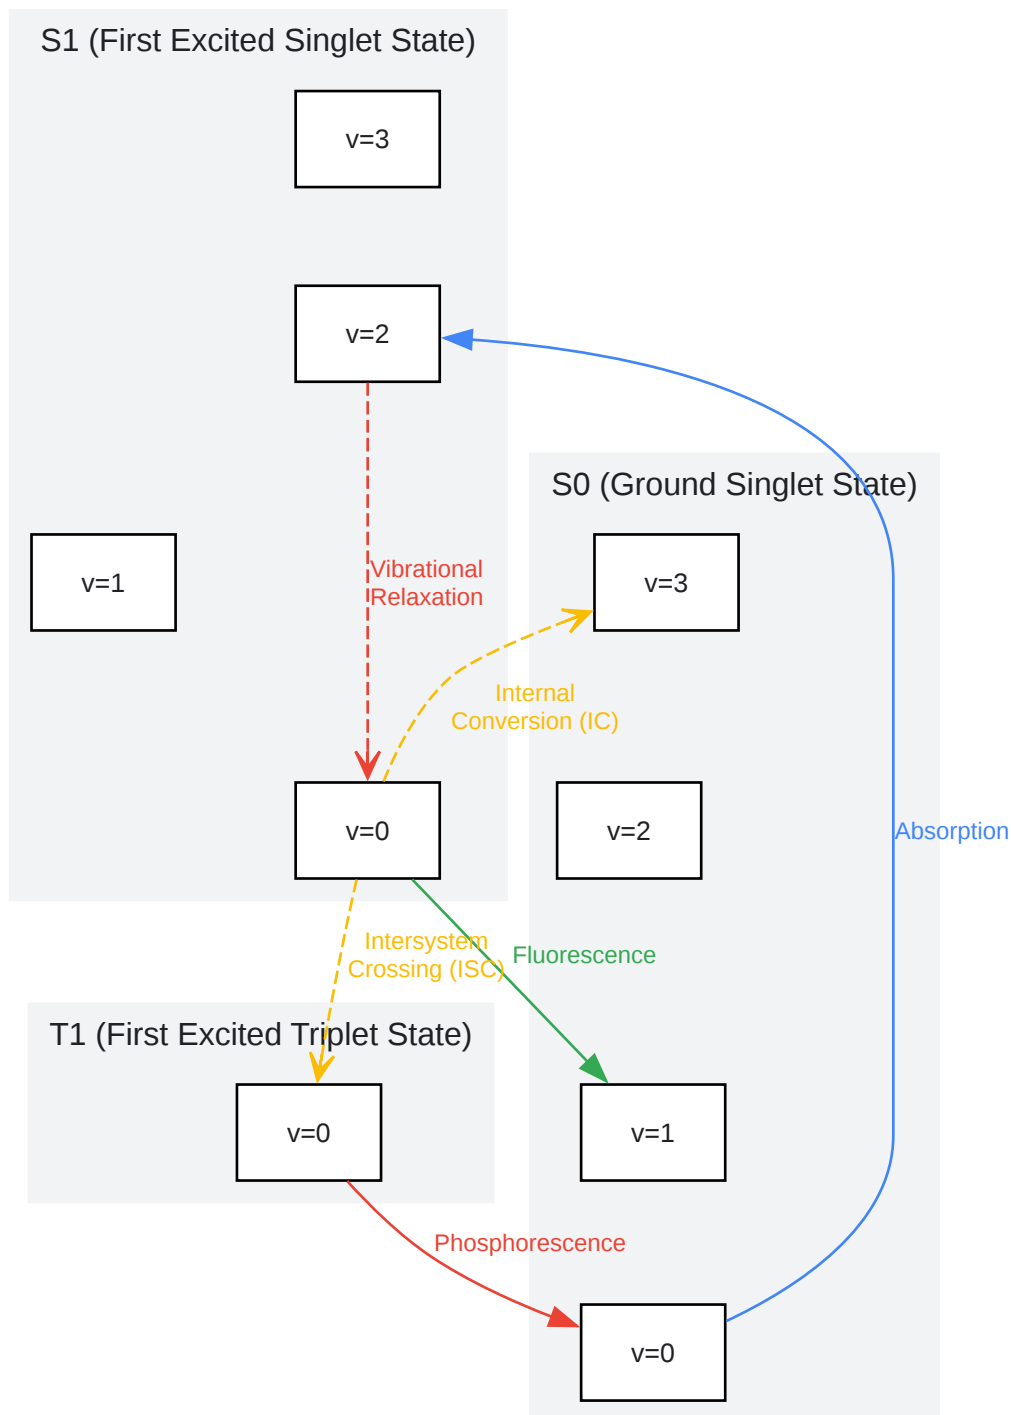 S1 (First Excited Singlet State)
v=3
v=2
S0 (Ground Singlet State)
v=1
Vibrational
Relaxation
v=3
Internal
Conversion (IC)
v=0
v=2
Absorption
Intersystem
Crossing (ISC)
Fluorescence
T1 (First Excited Triplet State)
v=0
v=1
Phosphorescence
v=0